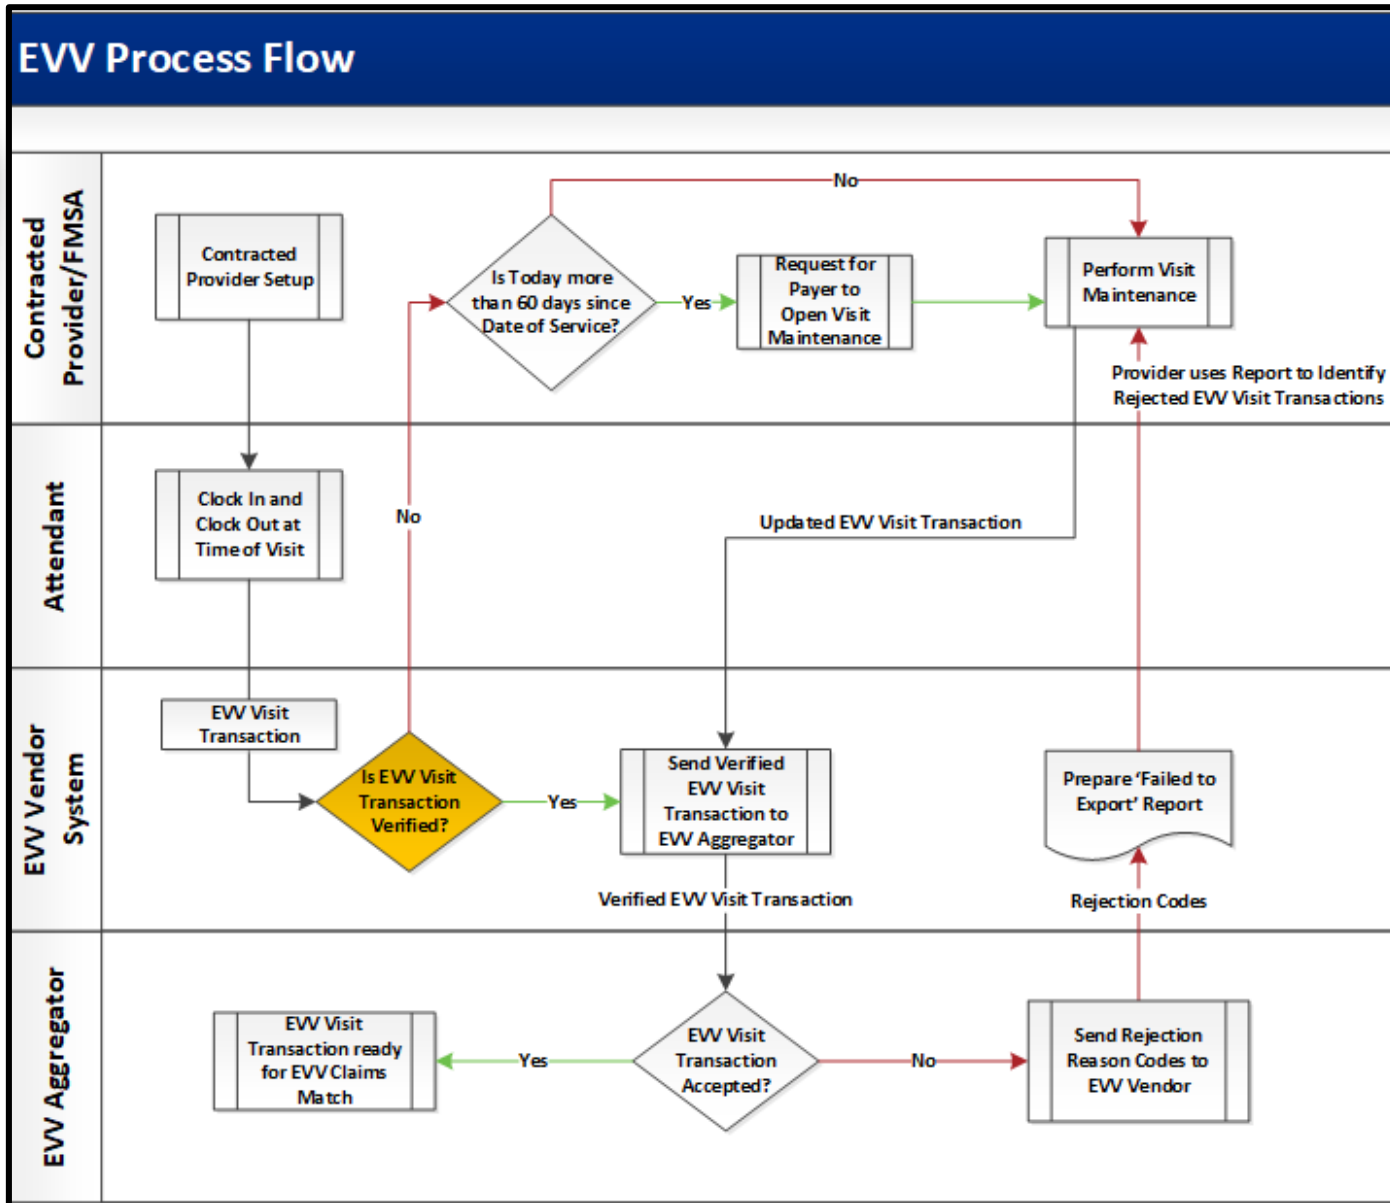 EVV Process Flow
Contracted
Provider/FMSA
Contracted
Provider Setup
Is Today more
than 60 days since
Date of Service?
No
Yes
Request for
Payer to
Open Visit
Maintenance
Perform Visit
Maintenance
Provider uses Report to Identify
Rejected EVV Visit Transactions
Attendant
Clock In and
Clock Out at
Time of Visit
No
Updated EVV Visit Transaction
EVV Vendor
System
EVV Visit
Transaction
Is EVV Visit
Transaction
Verified?
Yes
Send Verified
EVV Visit
Transaction to
EVV Aggregator
Prepare ‘Failed to
Export’ Report
Verified EVV Visit Transaction
Rejection Codes
EVV Aggregator
EVV Visit
Transaction ready
for EVV Claims
Match
Yes
EVV Visit
Transaction
Accepted?
No
Send Rejection
Reason Codes to
EVV Vendor